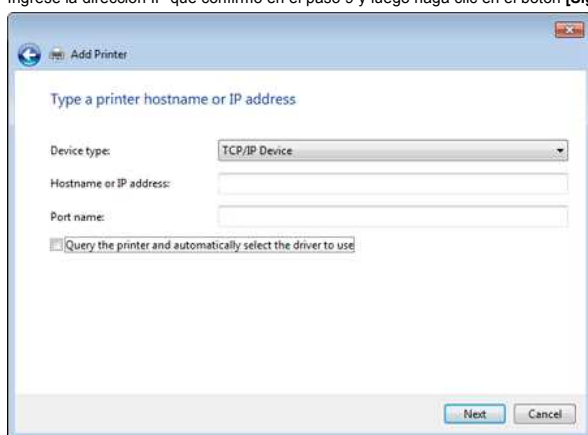 Ingrese la dirección IP que confirmó en el paso 9 y luego haga clic en el botón
Add Printer
Type a printer hostname or IP address
Device type: TCP/IP Device
Hostname or IP address:
Port name:
Query the printer and automatically select the driver to use
Next Cancel